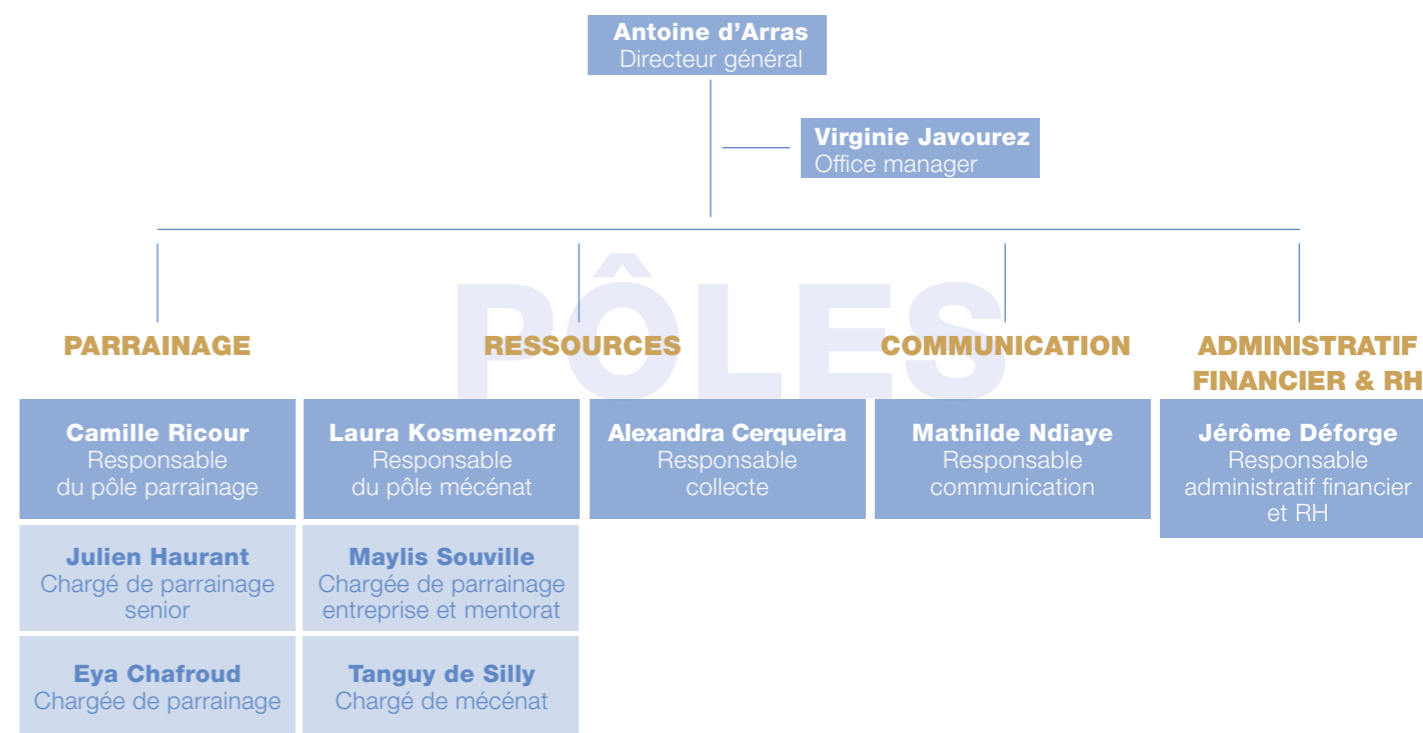 Antoine d’Arras
Directeur général
Virginie Javourez
Office manager
PÔLES
PARRAINAGE
RESSOURCES
COMMUNICATION
ADMINISTRATIF
FINANCIER & RH
Camille Ricour
Responsable
du pôle parrainage
Laura Kosmenzoff
Responsable
du pôle mécénat
Alexandra Cerqueira
Responsable
collecte
Mathilde Ndiaye
Responsable
communication
Jérôme Déforge
Responsable
administratif financier
et RH
Julien Haurant
Chargé de parrainage
senior
Maylis Souville
Chargée de parrainage
entreprise et mentorat
Eya Chafroud
Chargée de parrainage
Tanguy de Silly
Chargé de mécénat